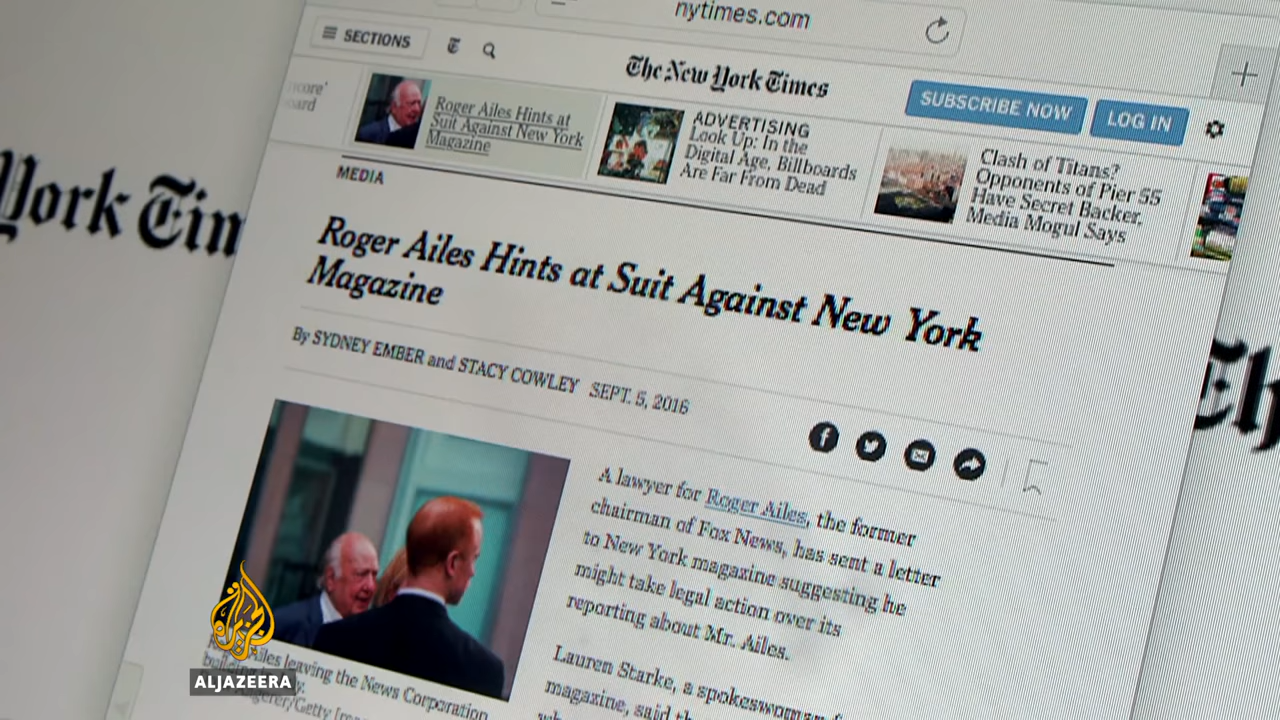 nytimes.com
SECTIONS
The New York Times
SUBSCRIBE NOW
LOG IN
Roger Ailes Hints at
Suit Against New York
Magazine
ADVERTISING
Look Up: In the
Digital Age, Billboards
Are Far From Dead
Clash of Titans?
Opponents of Pier 55
Have Secret Backer,
Media Mogul Says
MEDIA
York Tim
Roger Ailes Hints at Suit Against New York
Magazine
By SYDNEY EMBER and STACY COWLEY SEPT. 5, 2016
A lawyer for Roger Ailes, the former
chairman of Fox News, has sent a letter
to New York magazine suggesting he
might take legal action over its
reporting about Mr. Ailes.
Lauren Starke, a spokeswoman f
magazine, said th
Ailes leaving the News Corporation
الجزيرة
ALJAZEERA